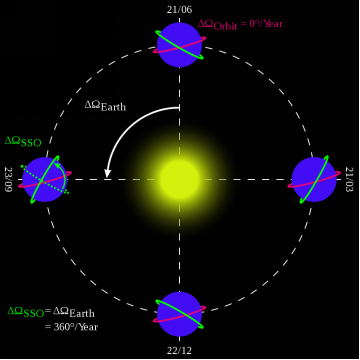 21/06
ΔΩOrbit = 0°/Year
ΔΩEarth
ΔΩSSO
23/09
21/03
ΔΩSSO = ΔΩEarth
= 360°/Year
22/12